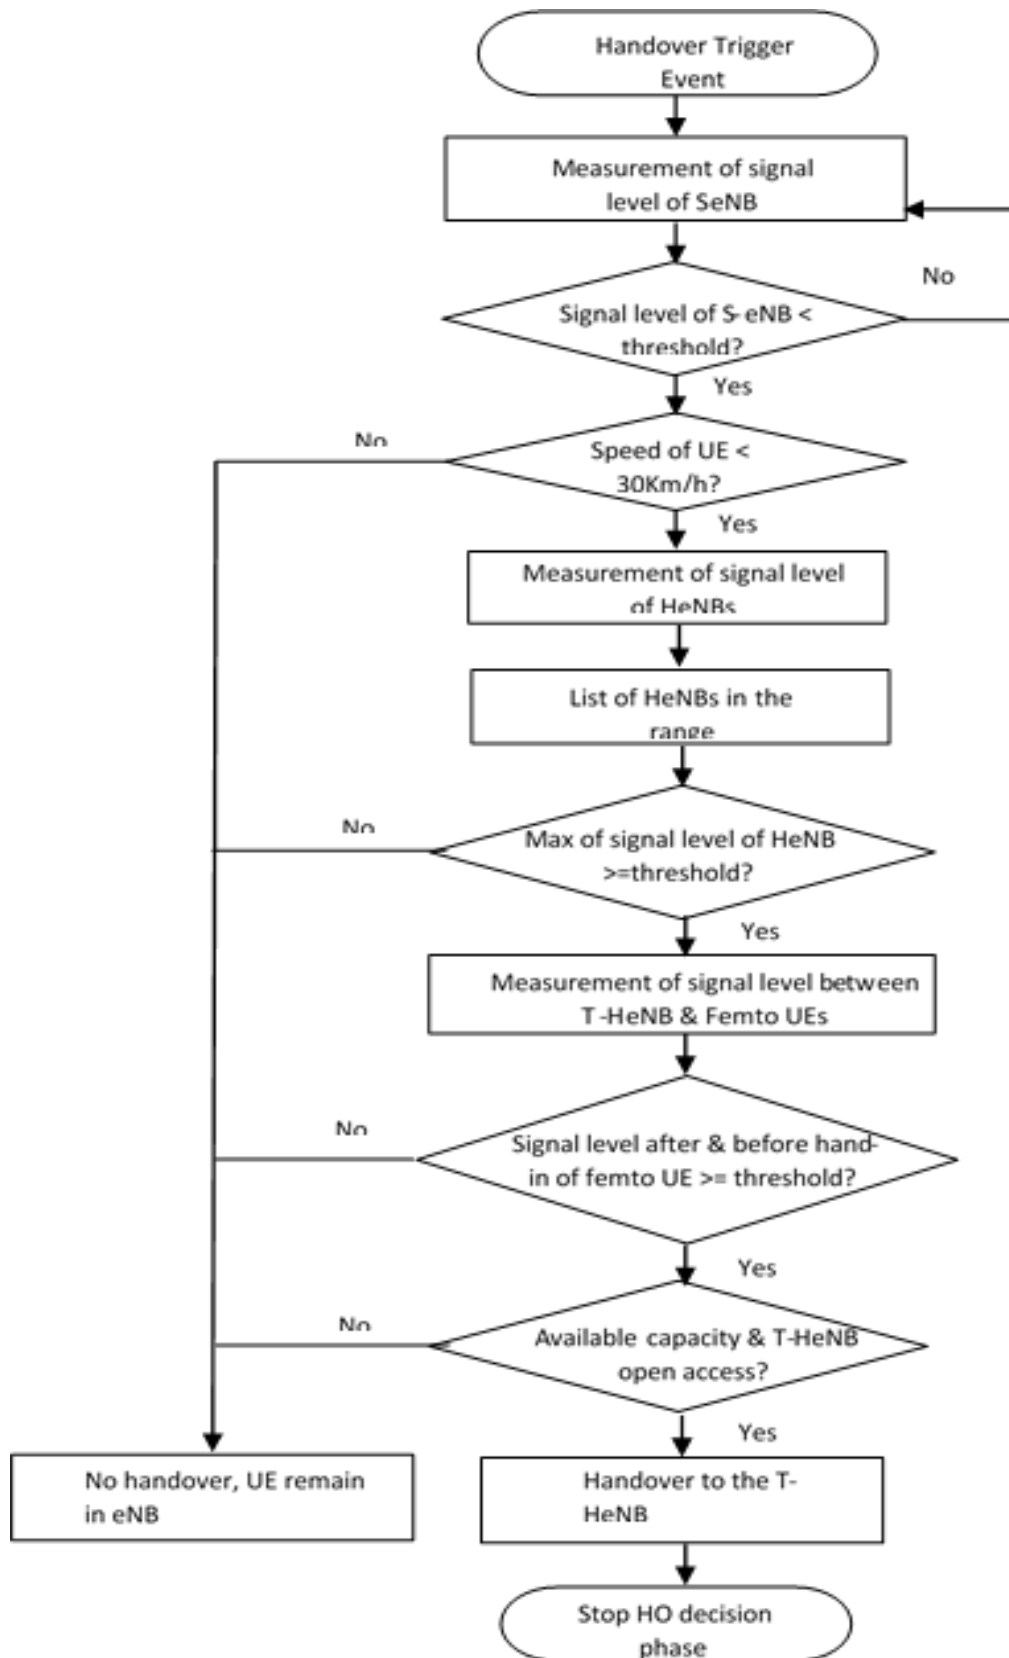 Handover Trigger
Event
Measurement of signal
level of SeNB
No
Signal level of S-eNB <
threshold?
Yes
No
Speed of UE <
30Km/h?
Yes
Measurement of signal level
of HeNBs
List of HeNBs in the
range
No
Max of signal level of HeNB
>=threshold?
Yes
Measurement of signal level between
T-HeNB & Femto UEs
No
Signal level after & before hand-
in of femto UE >= threshold?
Yes
No
Available capacity & T-HeNB
open access?
Yes
No handover, UE remain
in eNB
Handover to the T-
HeNB
Stop HO decision
phase